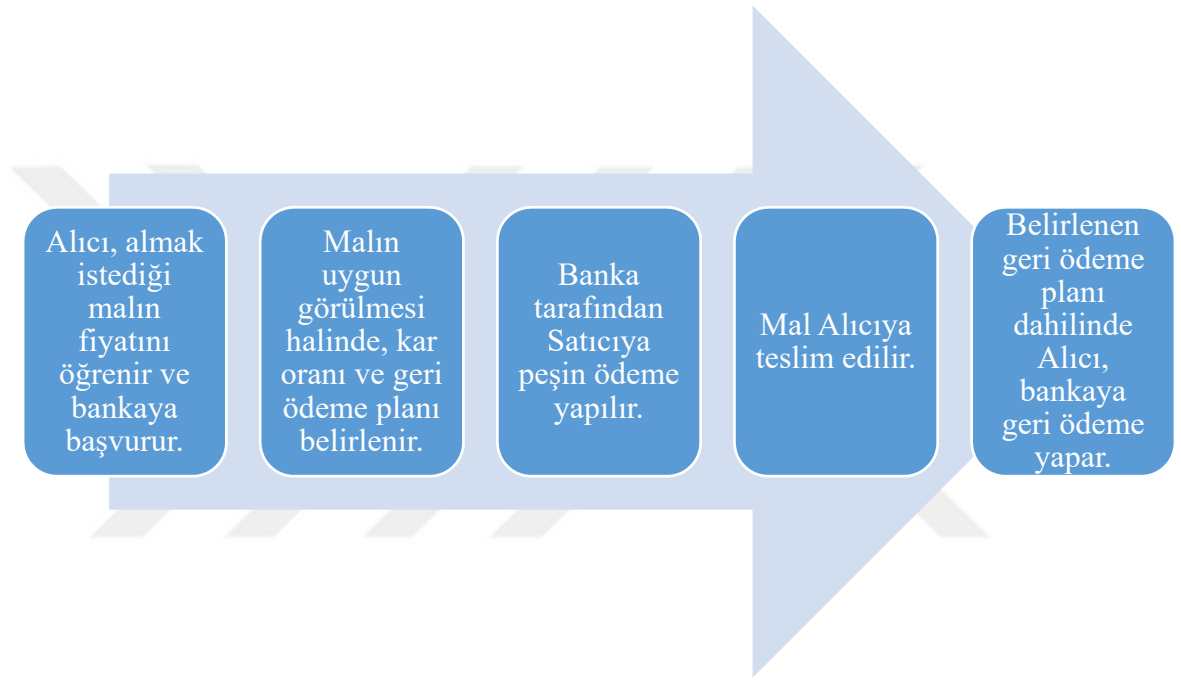 Alıcı, almak
istediği
malın
fiyatını
öğrenir ve
bankaya
başvurur.
Malın
uygun
görülmesi
halinde, kar
oranı ve geri
ödeme planı
belirlenir.
Banka
tarafından
Satıcıya
peşin ödeme
yapılır.
Mal Alıcıya
teslim edilir.
Belirlenen
geri ödeme
planı
dahilinde
Alıcı,
bankaya
geri ödeme
yapar.